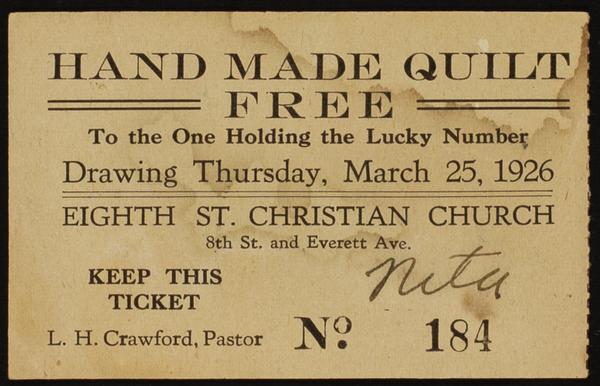 HAND MADE QUILT
FREE
To the One Holding the Lucky Number
Drawing Thursday, March 25, 1926
EIGHTH ST. CHRISTIAN CHURCH
8th St. and Everett Ave.
KEEP THIS
TICKET
Neta
L. H. Crawford, Pastor
No. 184